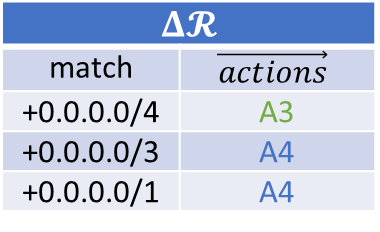 Δℛ
match actions
+0.0.0.0/4 A3
+0.0.0.0/3 A4
+0.0.0.0/1 A4